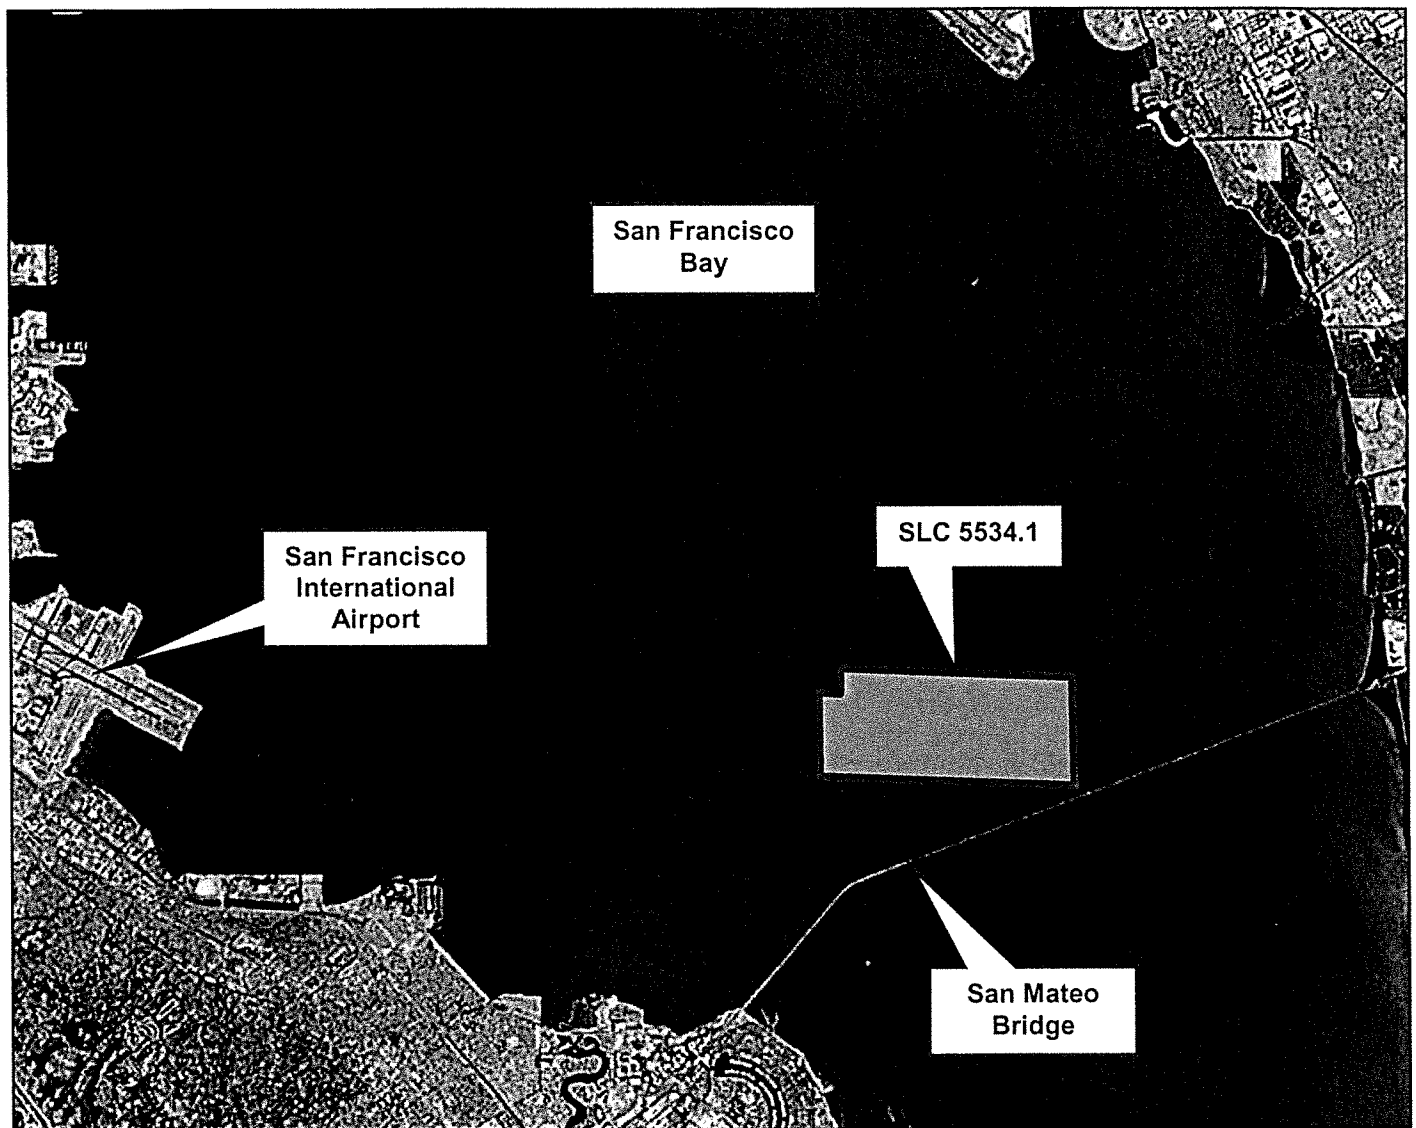 San Francisco
Bay
SLC 5534.1
San Francisco
International
Airport
San Mateo
Bridge